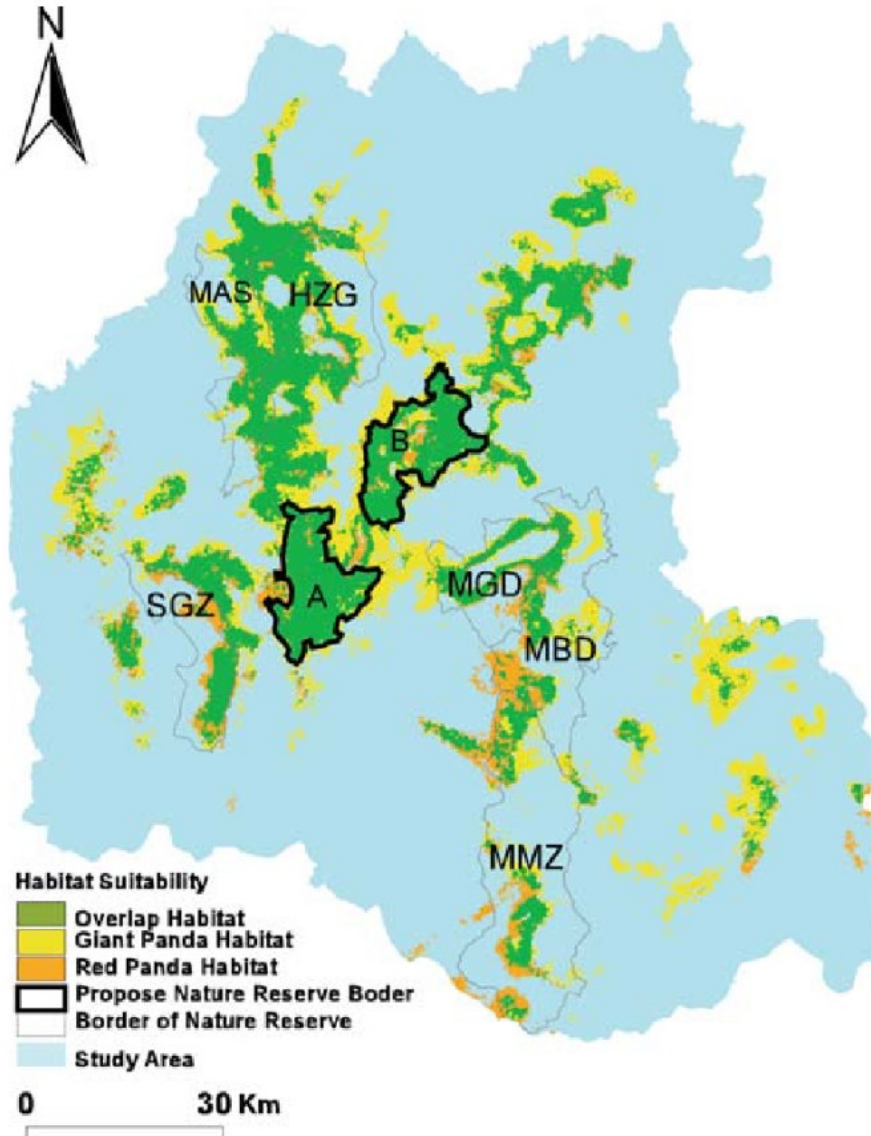 N
MAS
HZG
B
MGD
SGZ
A
MBD
MMZ
Habitat Suitability
Overlap Habitat
Giant Panda Habitat
Red Panda Habitat
Propose Nature Reserve Boder
Border of Nature Reserve
Study Area
0 30 Km